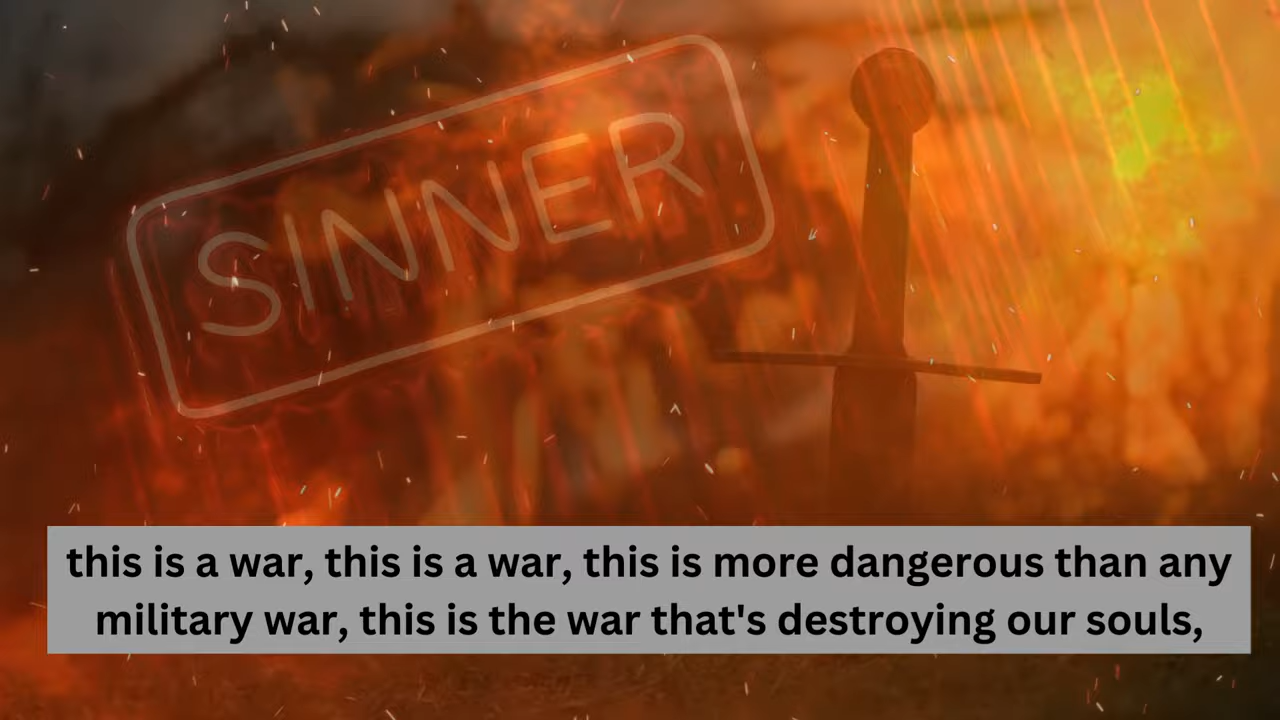 SINNER
this is a war, this is a war, this is more dangerous than any
military war, this is the war that's destroying our souls,